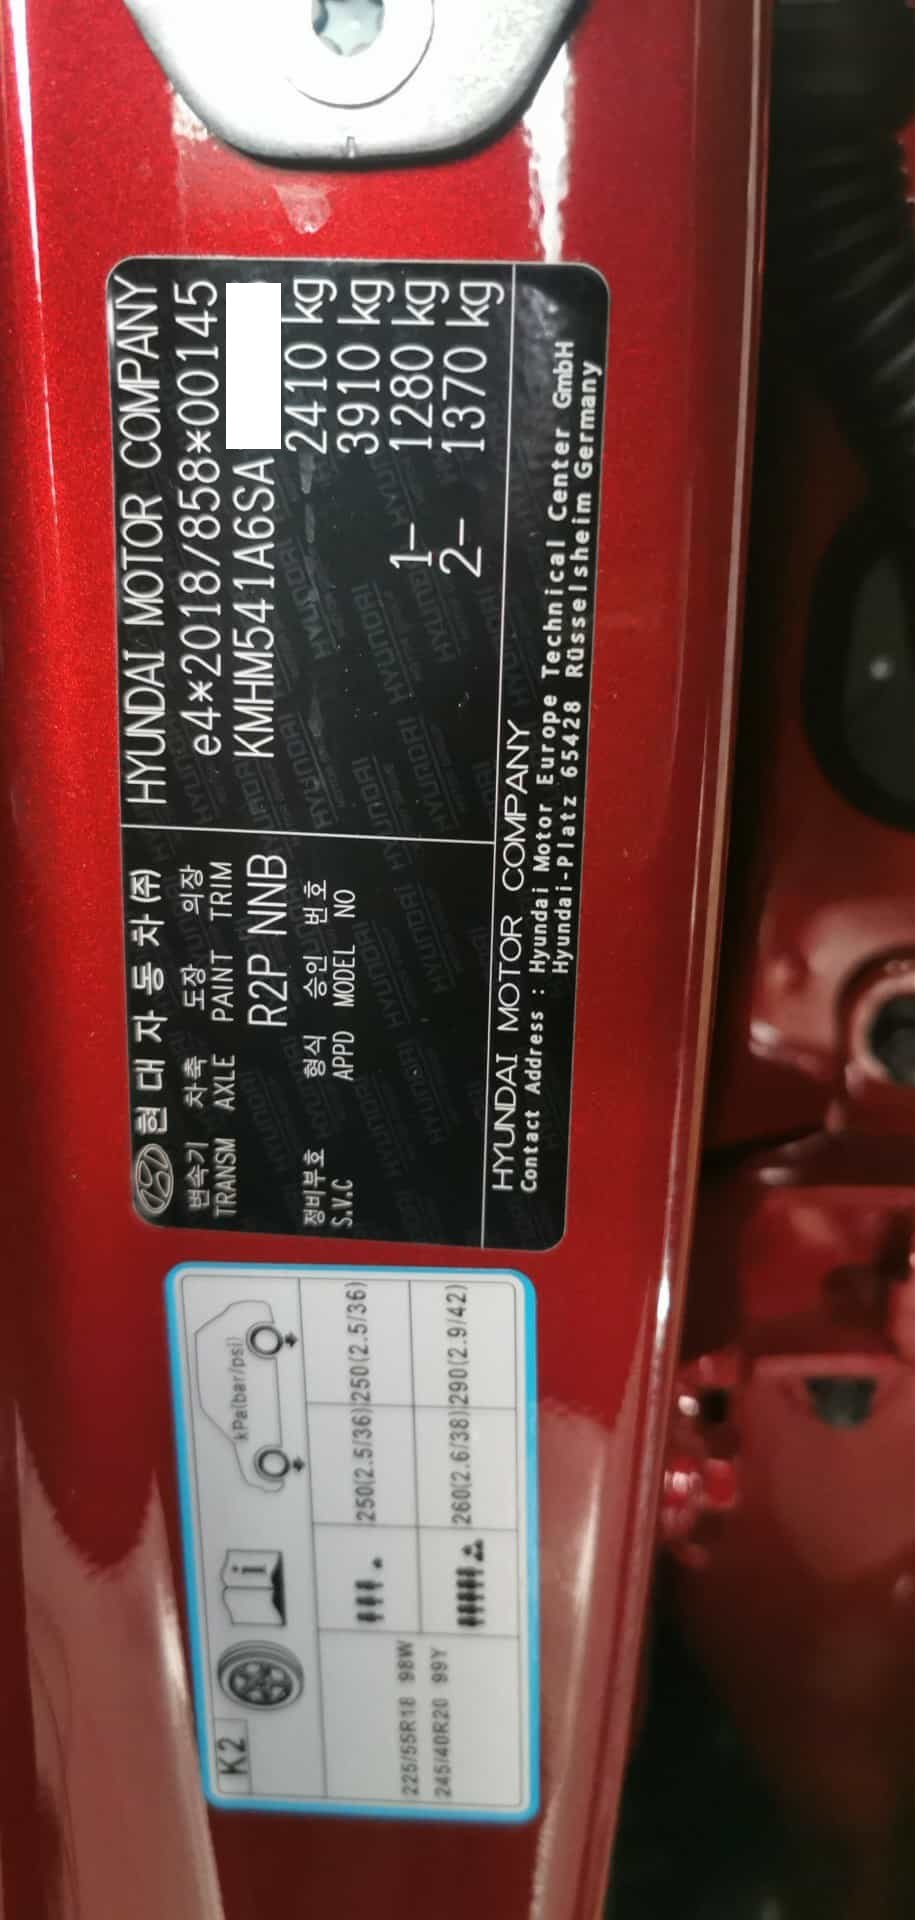 현대자동차(주)
HYUNDAI MOTOR COMPANY
변속기 차축 도장 의장
TRANSM AXLE PAINT TRIM
R2P NNB
정비부호 형식 승인 번호
S.V.C APPD MODEL NO
e4*2018/858*00145
KMHM541A6SA
2410 kg
3910 kg
1– 1280 kg
2– 1370 kg
HYUNDAI MOTOR COMPANY
Contact Address : Hyundai Motor Europe Technical Center GmbH
Hyundai-Platz 65428 Rüsselsheim Germany
K2
i
kPa(bar/psi)
225/55R18 98W
245/40R20 99Y
250(2.5/36) 250(2.5/36)
260(2.6/38) 290(2.9/42)